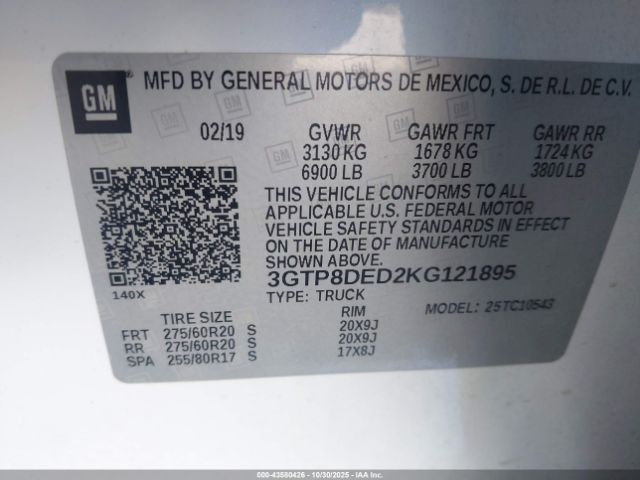 GM
MFD BY GENERAL MOTORS DE MEXICO, S. DE R.L. DE C.V.
02/19 GVWR GAWR FRT GAWR RR
3130 KG 1678 KG 1724 KG
6900 LB 3700 LB 3800 LB
THIS VEHICLE CONFORMS TO ALL
APPLICABLE U.S. FEDERAL MOTOR
VEHICLE SAFETY STANDARDS IN EFFECT
ON THE DATE OF MANUFACTURE
SHOWN ABOVE.
3GTP8DED2KG121895
140X
TYPE: TRUCK MODEL: 25TC10543
TIRE SIZE RIM
FRT 275/60R20 S 20X9J
RR 275/60R20 S 20X9J
SPA 255/80R17 S 17X8J
000-43580426 - 10/30/2025 - IAA, Inc.